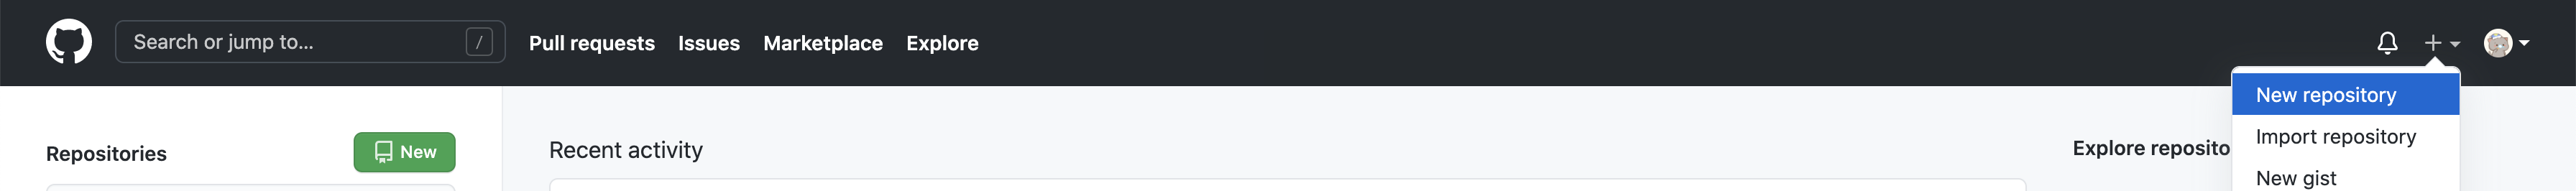 Search or jump to... /
Pull requests Issues Marketplace Explore
New repository
Import repository
New gist
Repositories
New
Recent activity
Explore reposito